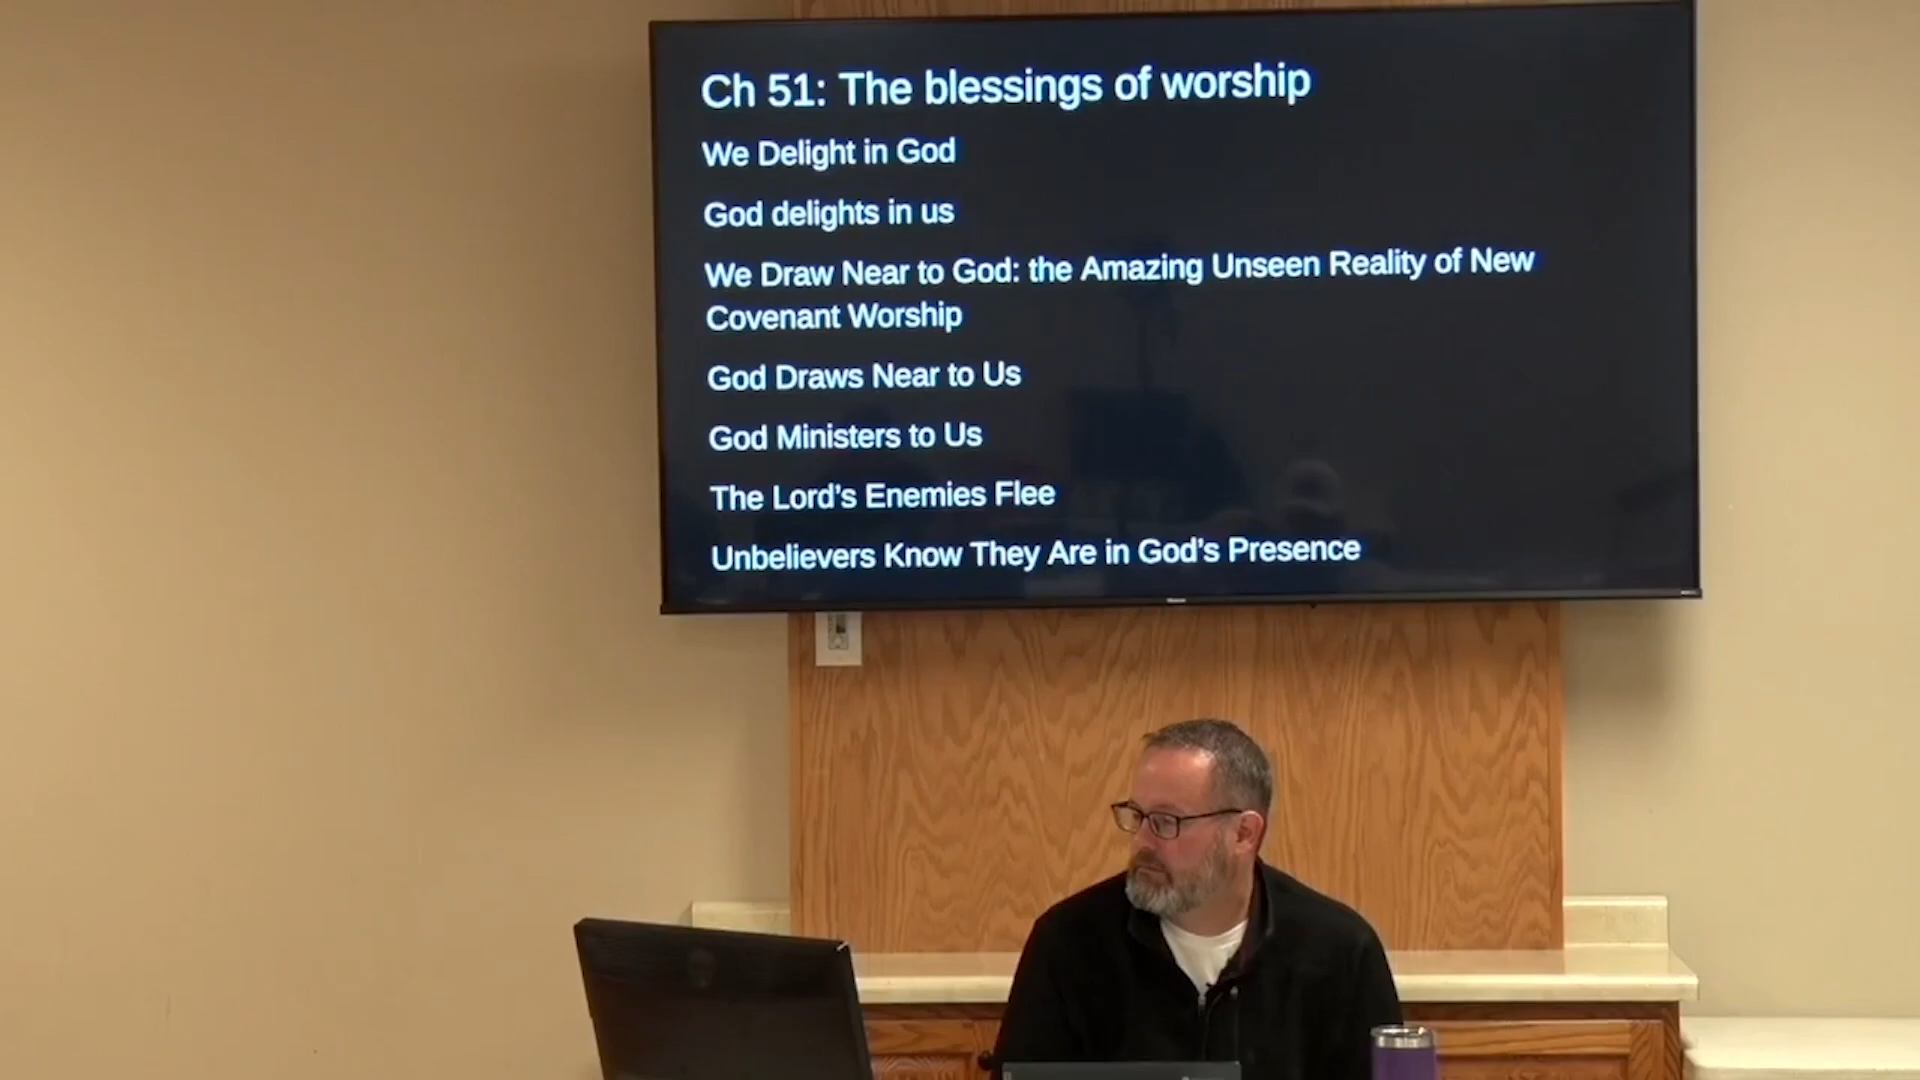 Ch 51: The blessings of worship
We Delight in God
God delights in us
We Draw Near to God: the Amazing Unseen Reality of New
Covenant Worship
God Draws Near to Us
God Ministers to Us
The Lord’s Enemies Flee
Unbelievers Know They Are in God’s Presence